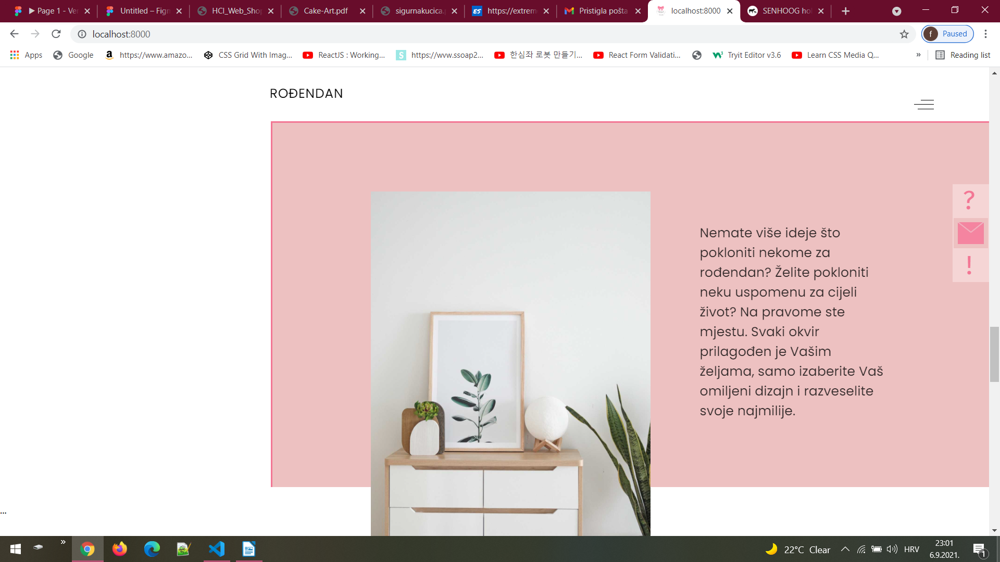 Page 1 - Ve
Untitled – Fig
HCI_Web_Sho
Cake-Art.pdf
sigurnakucica.
https://extrem
Pristigla pošta
localhost:8000
SENHOOG ho
localhost:8000
f Paused
Apps
Google
https://www.amazo...
CSS Grid With Imag...
ReactJS : Working...
S https://www.ssoap2...
한심좌 로봇 만들기...
React Form Validati...
Tryit Editor v3.6
Learn CSS Media Q...
»
Reading list
ROĐENDAN
?
!
Nemate više ideje što
pokloniti nekome za
rođendan? Želite pokloniti
neku uspomenu za cijeli
život? Na pravome ste
mjestu. Svaki okvir
prilagođen je Vašim
željama, samo izaberite Vaš
omiljeni dizajn i razveselite
svoje najmilije.
...
»
22°C Clear
HRV
23:01
6.9.2021.
1